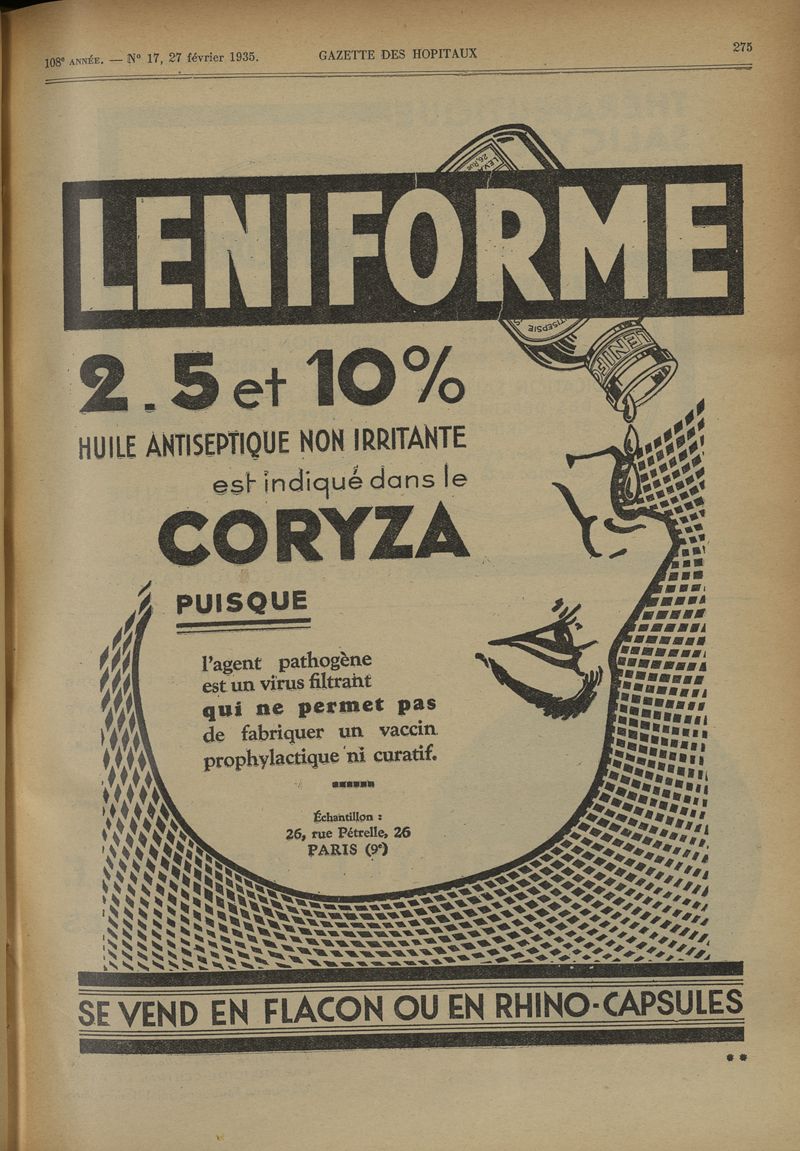 108e ANNÉE. — No 17, 27 février 1935.
GAZETTE DES HOPITAUX
275
LENIFORME
2.5 et 10%
HUILE ANTISEPTIQUE NON IRRITANTE
est indiqué dans le
CORYZA
PUISQUE
l'agent pathogène
est un virus filtrant
qui ne permet pas
de fabriquer un vaccin
prophylactique ni curatif.
Échantillon :
26, rue Pétrelle, 26
PARIS (9e)
SE VEND EN FLACON OU EN RHINO-CAPSULES
* *